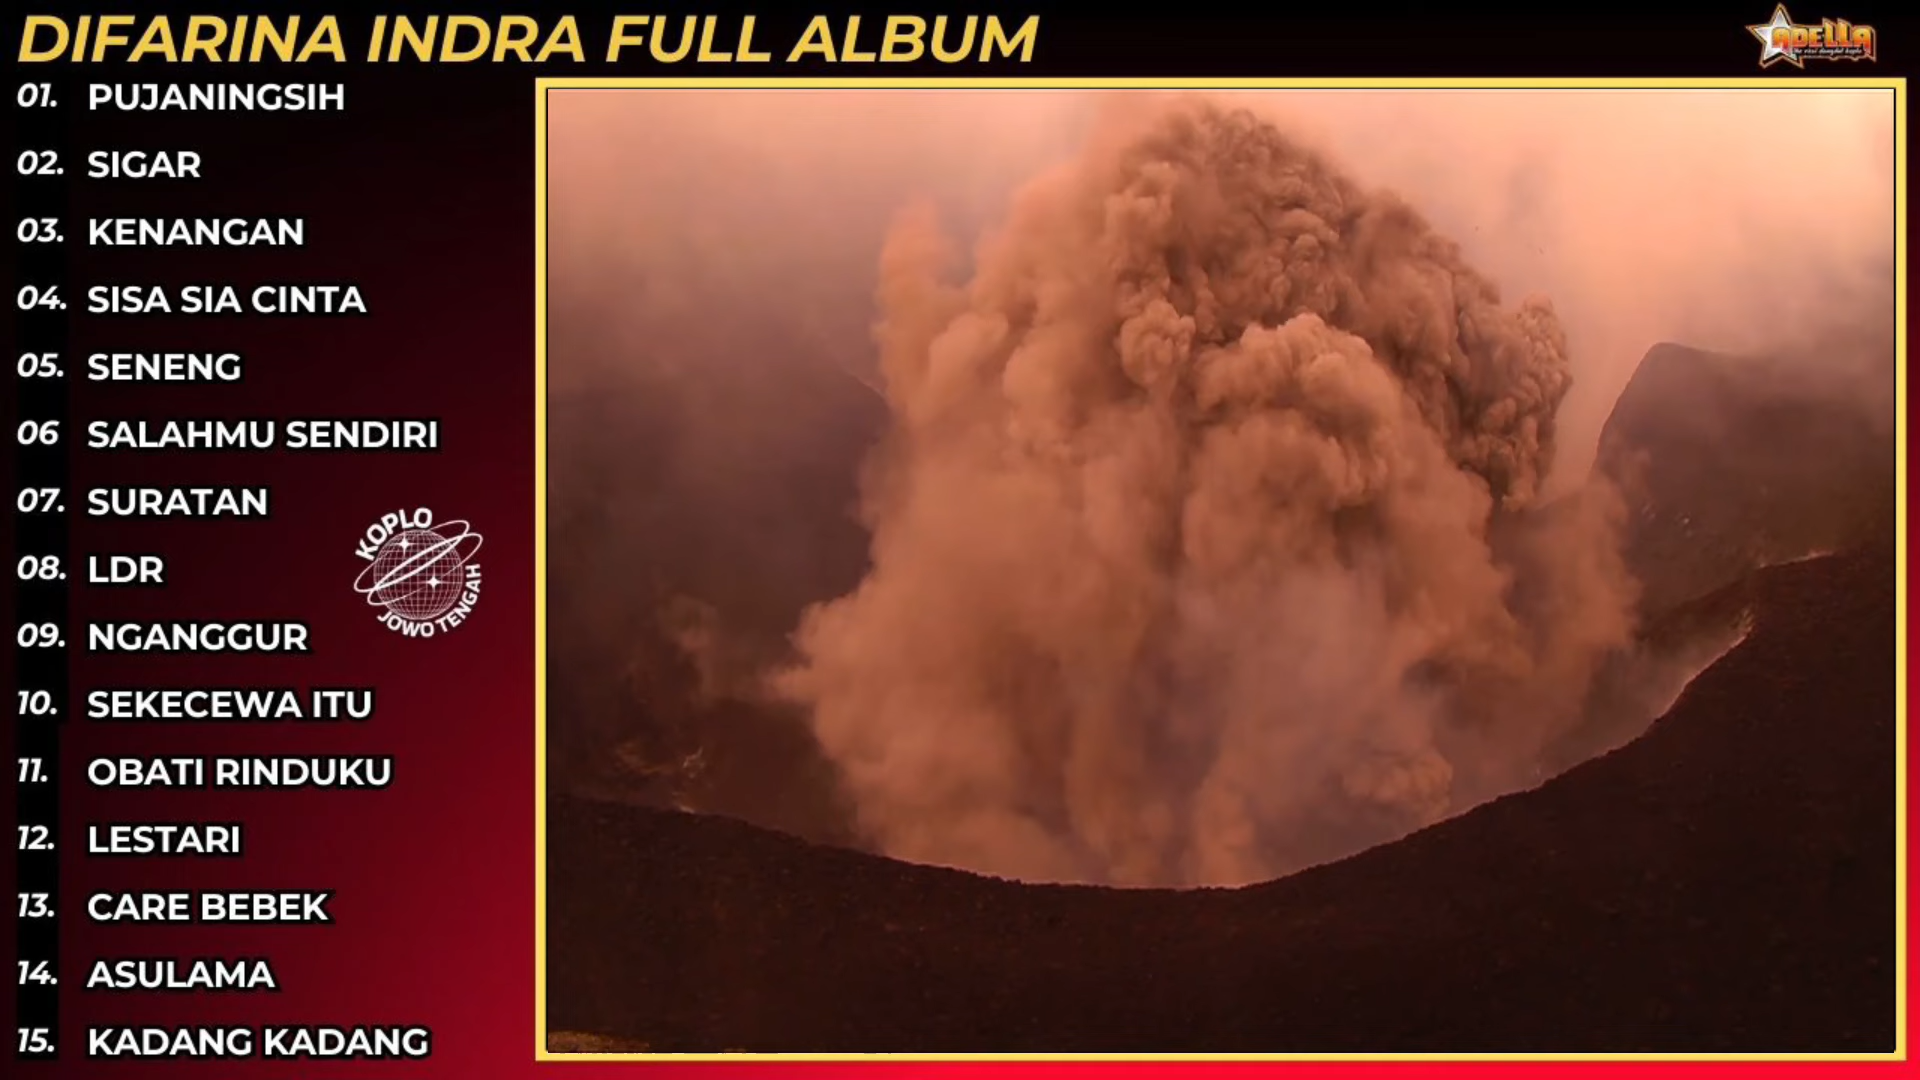 DIFARINA INDRA FULL ALBUM
ADELLA
01. PUJANINGSIH
02. SIGAR
03. KENANGAN
04. SISA SIA CINTA
05. SENENG
06 SALAHMU SENDIRI
07. SURATAN
08. LDR
09. NGANGGUR
10. SEKECEWA ITU
11. OBATI RINDUKU
12. LESTARI
13. CARE BEBEK
14. ASULAMA
15. KADANG KADANG
KOPLO
JOWO TENGAH